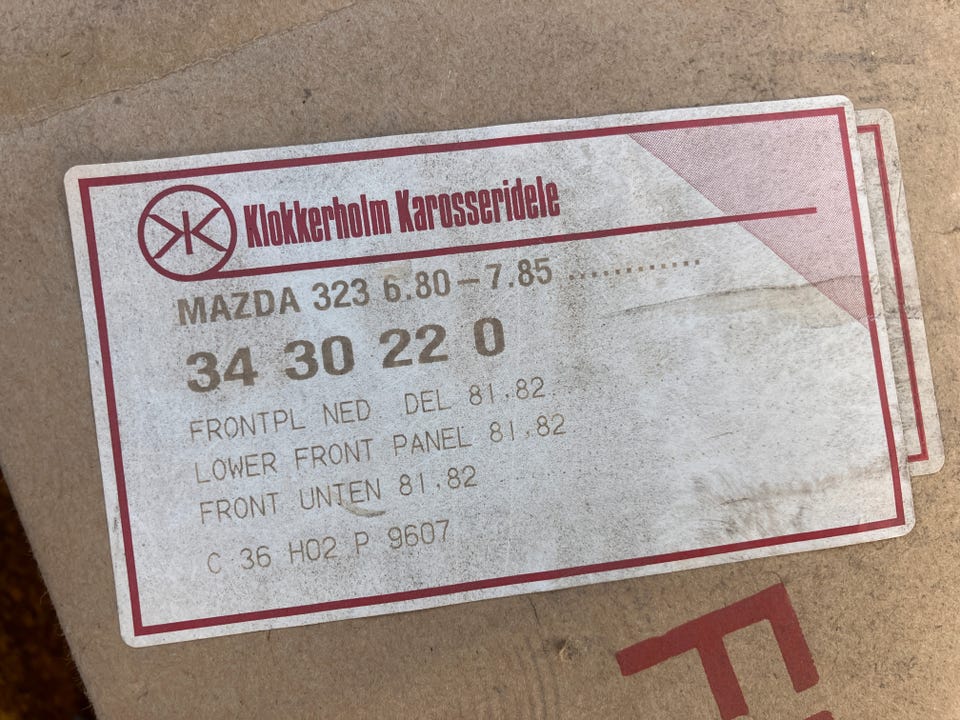 Klokkerholm Karosseridele
MAZDA 323 6.80–7.85 ............
34 30 22 0
FRONTPL NED. DEL 81.82
LOWER FRONT PANEL 81.82
FRONT UNTEN 81.82
C 36 H02 P 9607